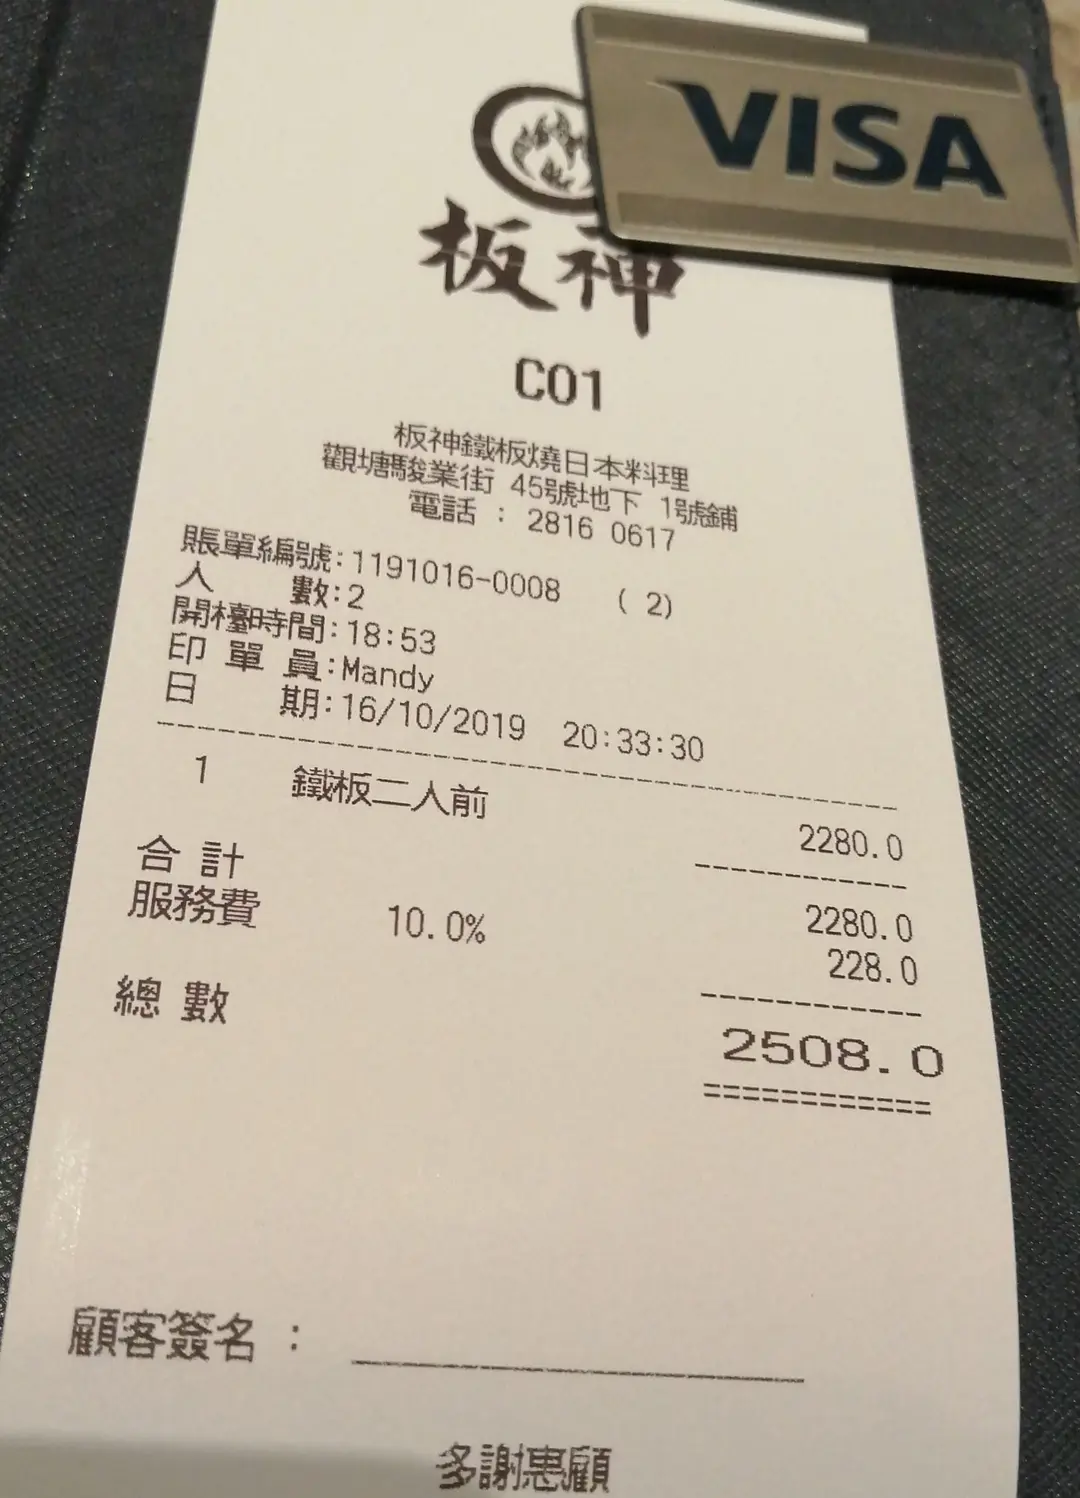 VISA
板神
C01
板神鐵板燒日本料理
觀塘駿業街 45號地下 1號鋪
電話 : 2816 0617
賬單編號:1191016-0008 ( 2)
人 數:2
開檯時間:18:53
印 單 員:Mandy
日 期:16/10/2019 20:33:30
1 鐵板二人前 2280.0
合 計 2280.0
服務費 10.0% 228.0
總 數 2508.0
顧客簽名 :
多謝惠顧